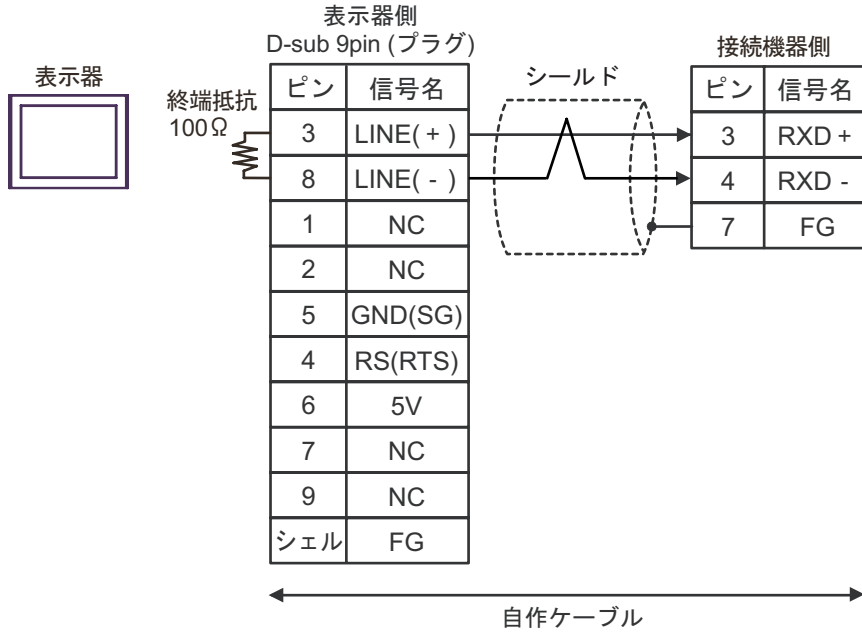 表示器側
D-sub 9pin (プラグ)
接続機器側
表示器
終端抵抗
100Ω
シールド
ピン 信号名
3 LINE( + )
8 LINE( - )
1 NC
2 NC
5 GND(SG)
4 RS(RTS)
6 5V
7 NC
9 NC
シェル FG
ピン 信号名
3 RXD +
4 RXD -
7 FG
自作ケーブル